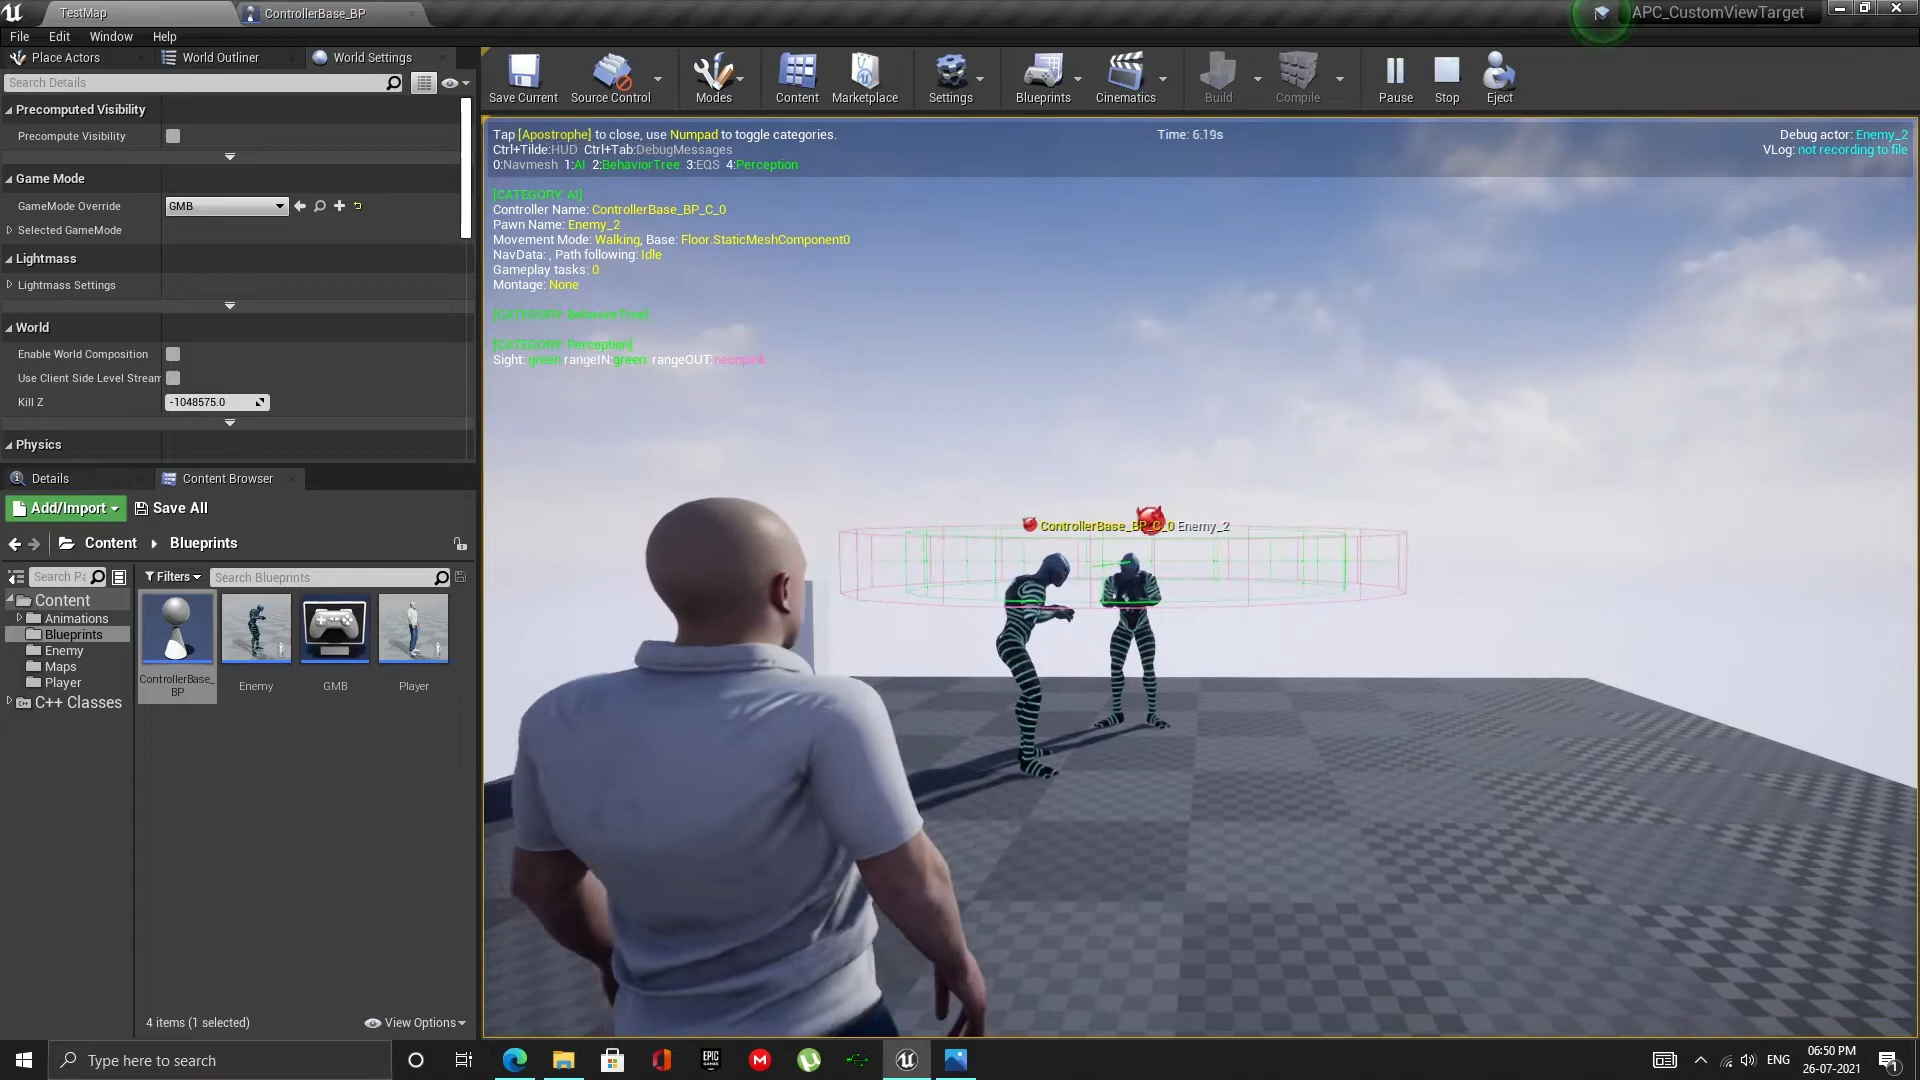 TestMap
ControllerBase_BP
APC_CustomViewTarget
File Edit Window Help
Place Actors
World Outliner
World Settings
Search Details
Save Current
Source Control
Modes
Content
Marketplace
Settings
Blueprints
Cinematics
Build
Compile
Pause
Stop
Eject
Precomputed Visibility
Precompute Visibility
Game Mode
GameMode Override
GMB
Selected GameMode
Lightmass
Lightmass Settings
World
Enable World Composition
Use Client Side Level Stream
Kill Z
-1048575.0
Physics
Tap [Apostrophe] to close, use Numpad to toggle categories.
Time: 6.19s
Debug actor: Enemy_2
Ctrl+Tilde:HUD Ctrl+Tab:DebugMessages
VLog: not recording to file
0:Navmesh 1:AI 2:BehaviorTree 3:EQS 4:Perception
[CATEGORY: AI]
Controller Name: ControllerBase_BP_C_0
Pawn Name: Enemy_2
Movement Mode: Walking, Base: Floor.StaticMeshComponent0
NavData: , Path following: Idle
Gameplay tasks: 0
Montage: None
[CATEGORY: BehaviorTree]
[CATEGORY: Perception]
Sight: green rangeIN:green rangeOUT:neonpink
ControllerBase_BP_C_0 Enemy_2
Details
Content Browser
Add/Import
Save All
Content
Blueprints
Search Pa
Filters
Search Blueprints
Content
Animations
Blueprints
Enemy
Maps
Player
C++ Classes
ControllerBase_
BP
Enemy
GMB
Player
4 items (1 selected)
View Options
Type here to search
EPIC
GAMES
ENG
06:50 PM
26-07-2021
1